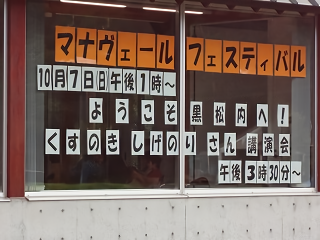 マナヴェール フェスティバル
10月7日(日)午後1時～
ようこそ黒松内へ!
くすのきしげのりさん 講演会
午後3時30分～